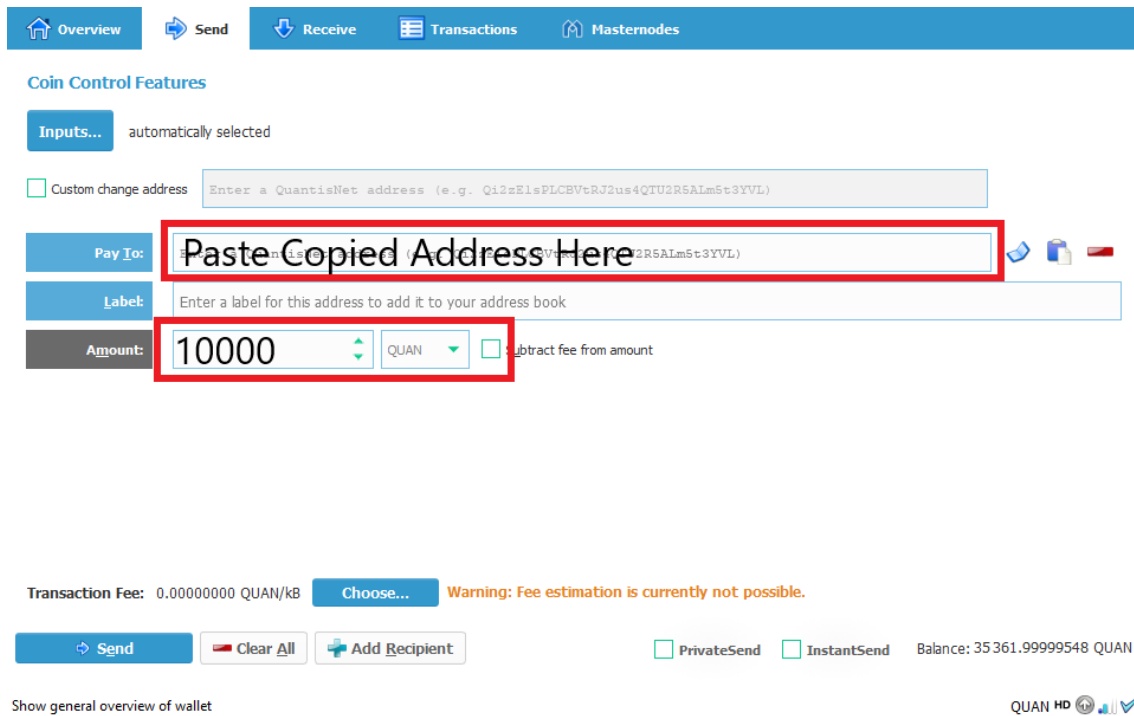 Overview Send Receive Transactions Masternodes
Coin Control Features
Inputs... automatically selected
Custom change address Enter a QuantisNet address (e.g. Qi2zE1sPLCBVtRJ2us4QTU2R5ALm5t3YVL)
Pay To: Paste Copied Address Here
Label: Enter a label for this address to add it to your address book
Amount: 10000 QUAN Subtract fee from amount
Transaction Fee: 0.00000000 QUAN/kB Choose... Warning: Fee estimation is currently not possible.
Send Clear All Add Recipient PrivateSend InstantSend Balance: 35 361.99999548 QUAN
Show general overview of wallet QUAN HD